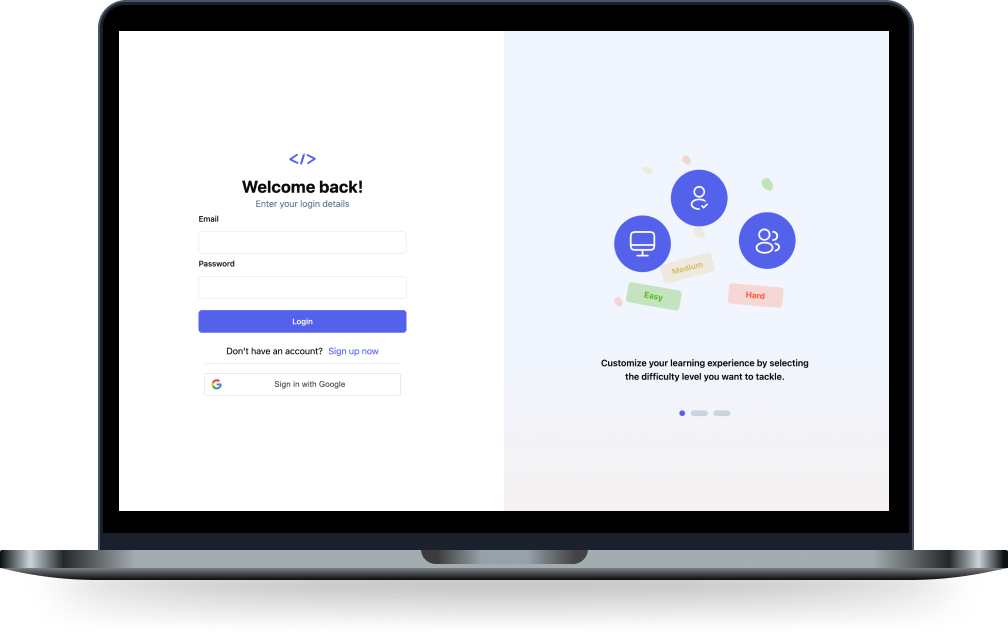 </>
Welcome back!
Enter your login details
Email
Password
Login
Don't have an account? Sign up now
Sign in with Google
Medium
Easy
Hard
Customize your learning experience by selecting
the difficulty level you want to tackle.